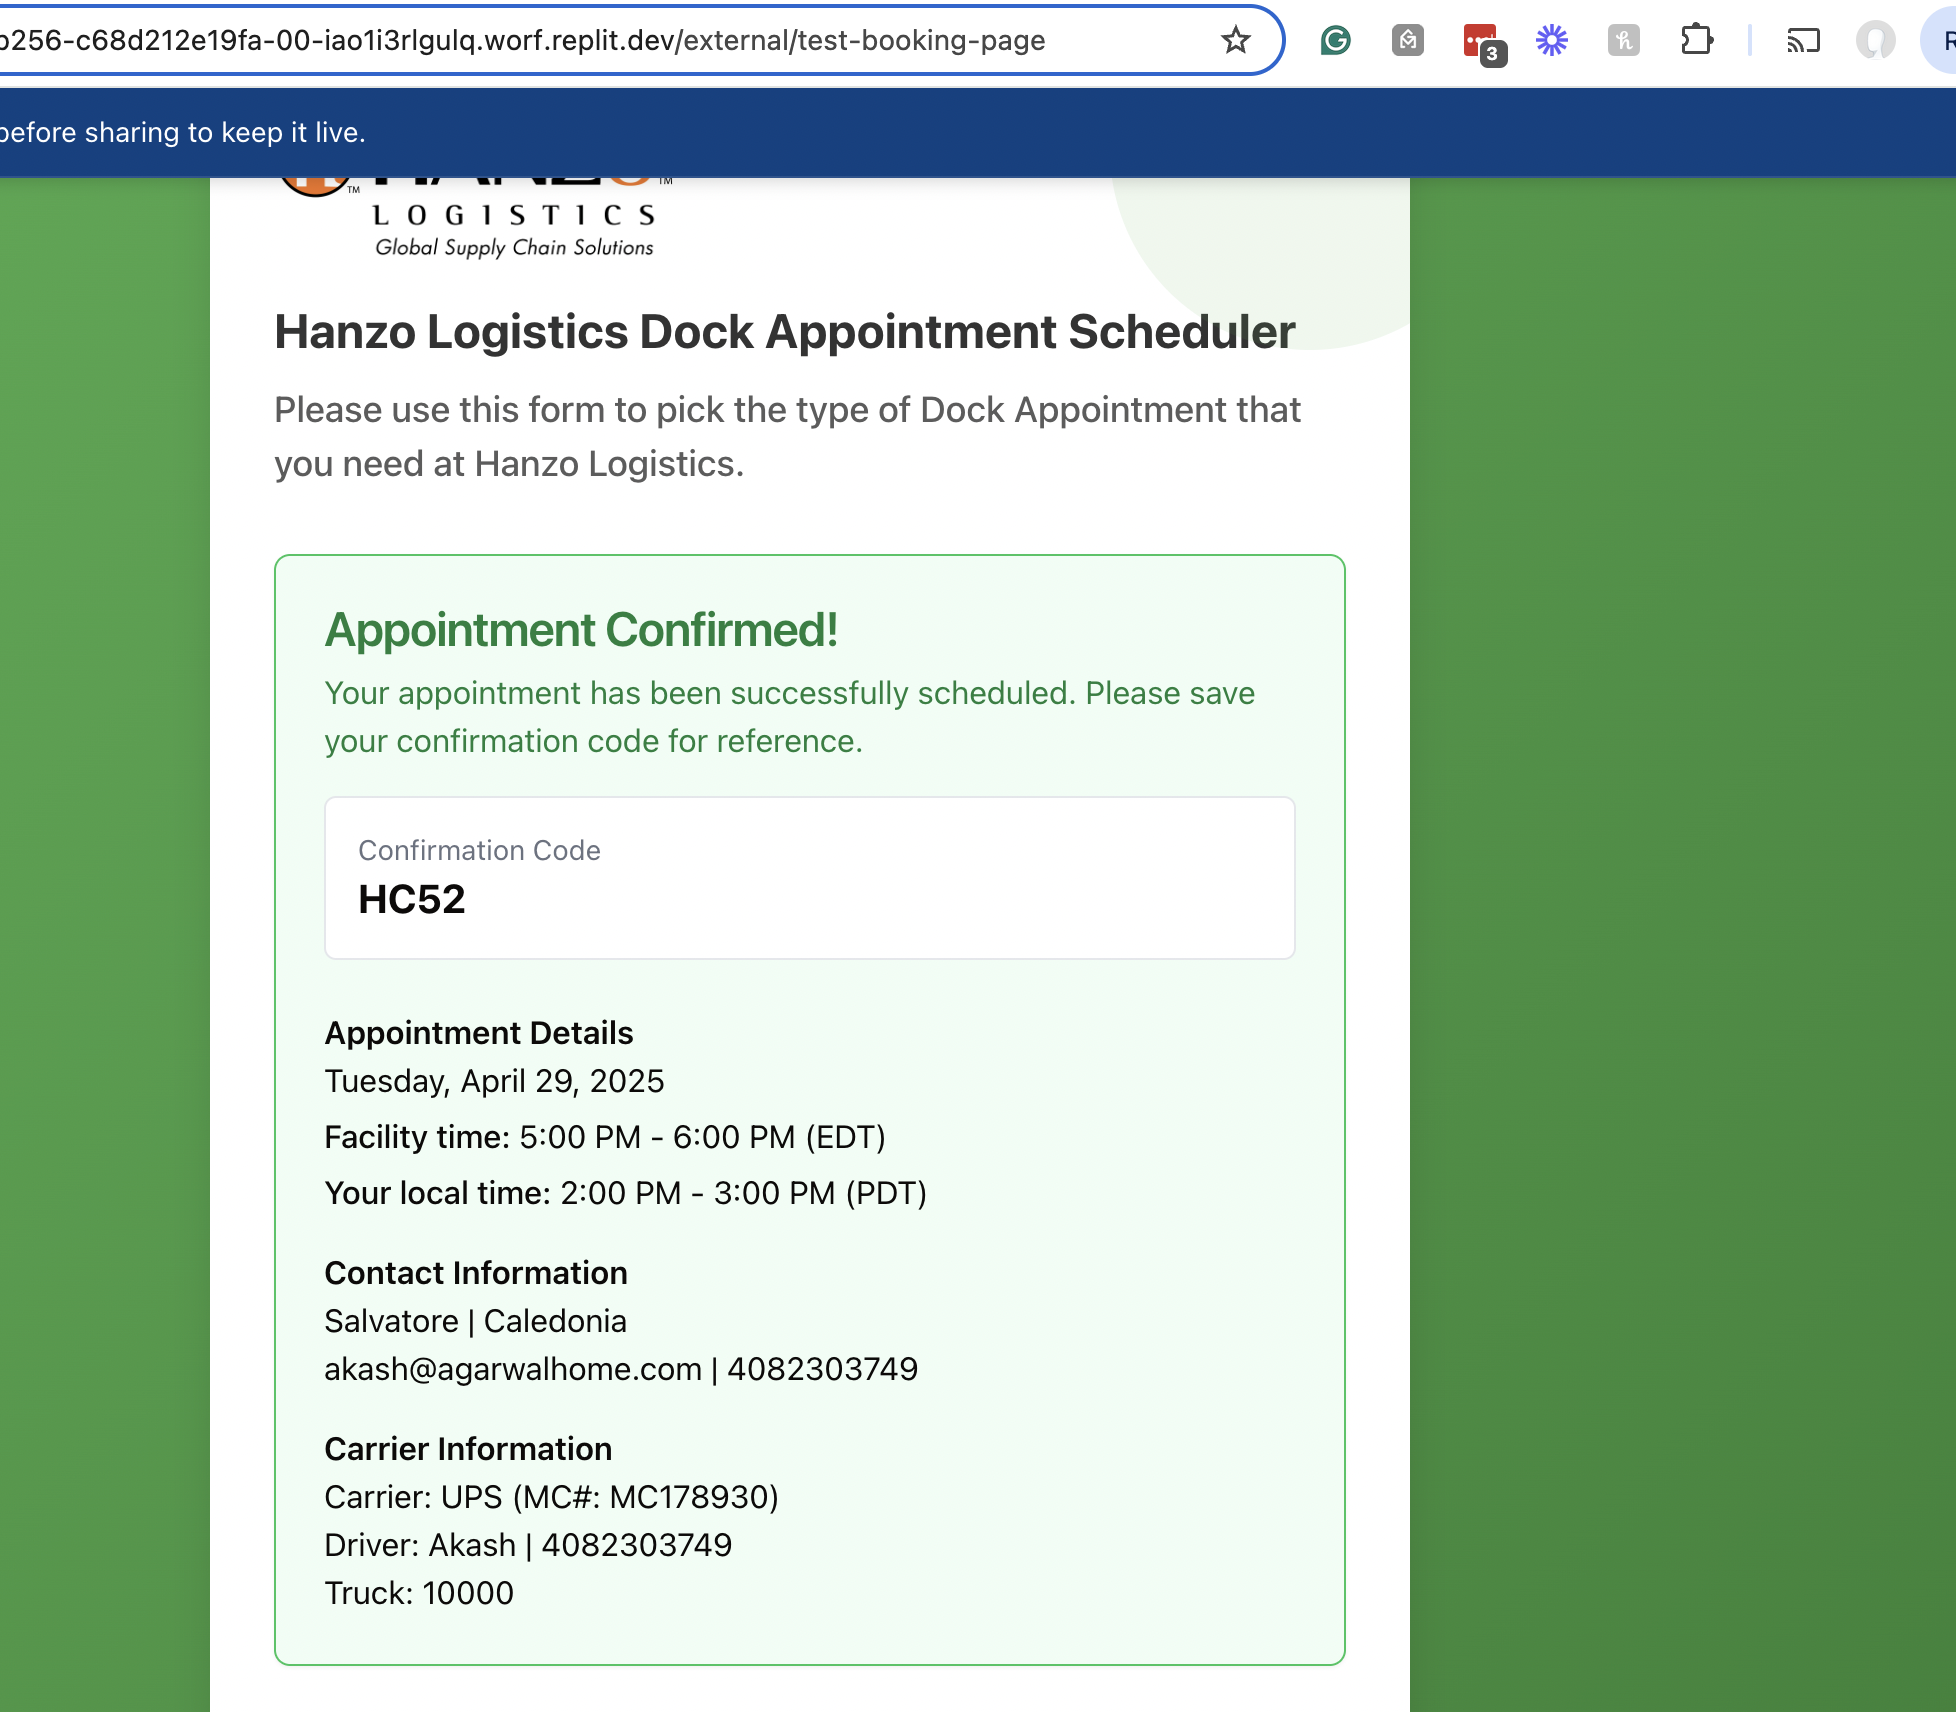 b256-c68d212e19fa-00-iao1i3rlgulq.worf.replit.dev/external/test-booking-page
3
before sharing to keep it live.
HANZO
LOGISTICS
Global Supply Chain Solutions
Hanzo Logistics Dock Appointment Scheduler
Please use this form to pick the type of Dock Appointment that
you need at Hanzo Logistics.
Appointment Confirmed!
Your appointment has been successfully scheduled. Please save
your confirmation code for reference.
Confirmation Code
HC52
Appointment Details
Tuesday, April 29, 2025
Facility time: 5:00 PM - 6:00 PM (EDT)
Your local time: 2:00 PM - 3:00 PM (PDT)
Contact Information
Salvatore | Caledonia
akash@agarwalhome.com | 4082303749
Carrier Information
Carrier: UPS (MC#: MC178930)
Driver: Akash | 4082303749
Truck: 10000